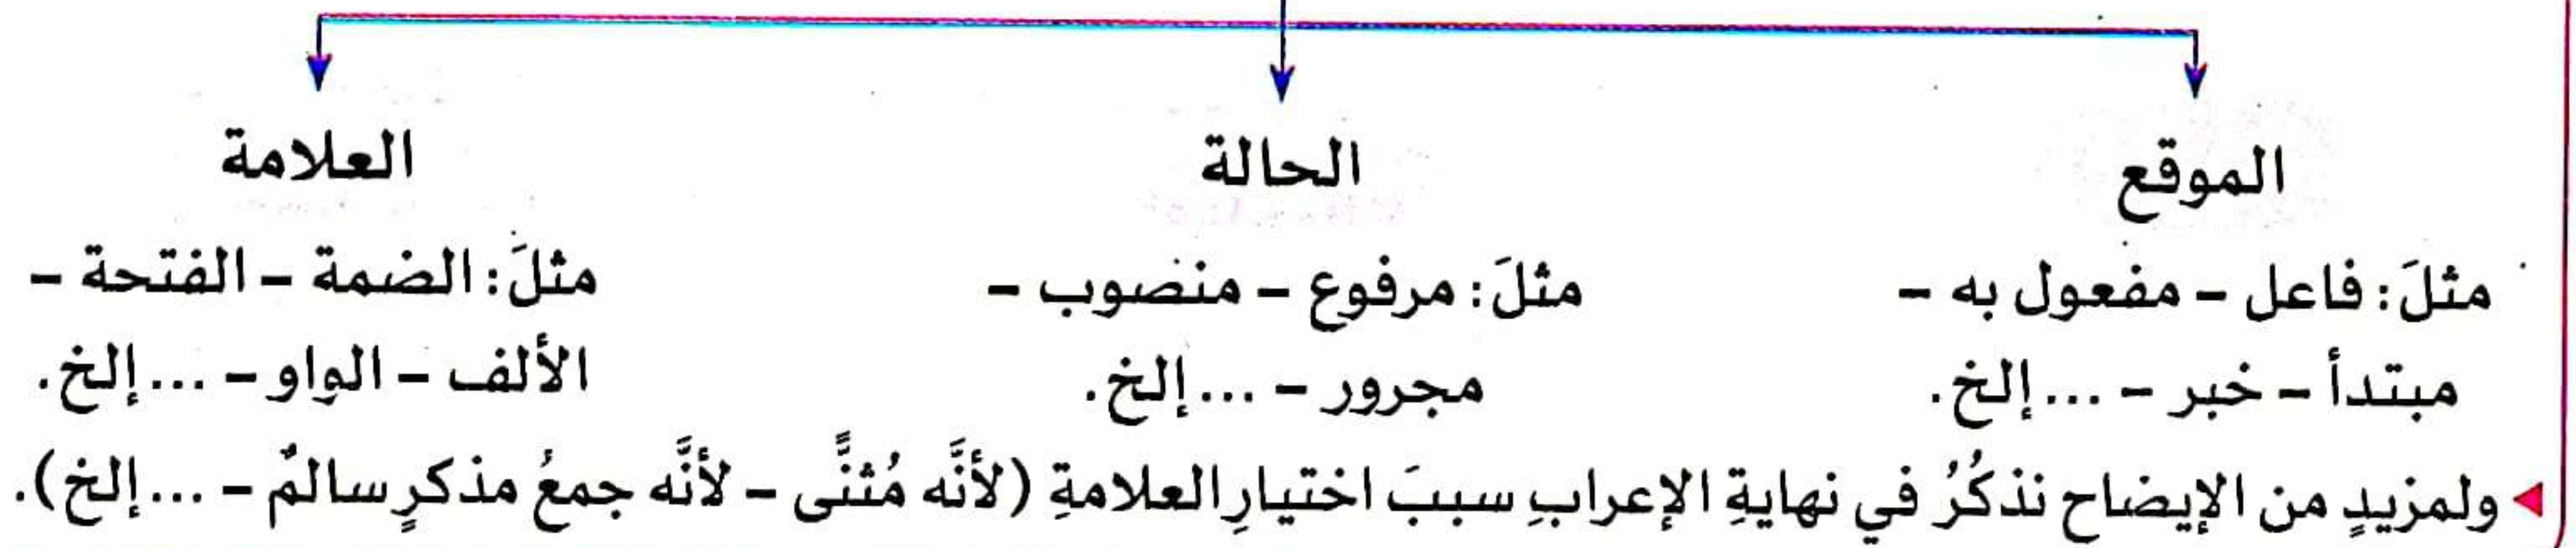 الموقع
الحالة
العلامة
مثلَ: فاعل – مفعول به –
مبتدأ – خبر – ... إلخ.
مثلَ: مرفوع – منصوب –
مجرور – ... إلخ.
مثلَ: الضمة – الفتحة –
الألف – الواو – ... إلخ.
ولمزيدٍ من الإيضاح نذكُرُ في نهايةِ الإعرابِ سببَ اختيارِ العلامةِ (لأنَّه مُثنًّى – لأنَّه جمعُ مذكرٍ سالمٌ – ... إلخ).